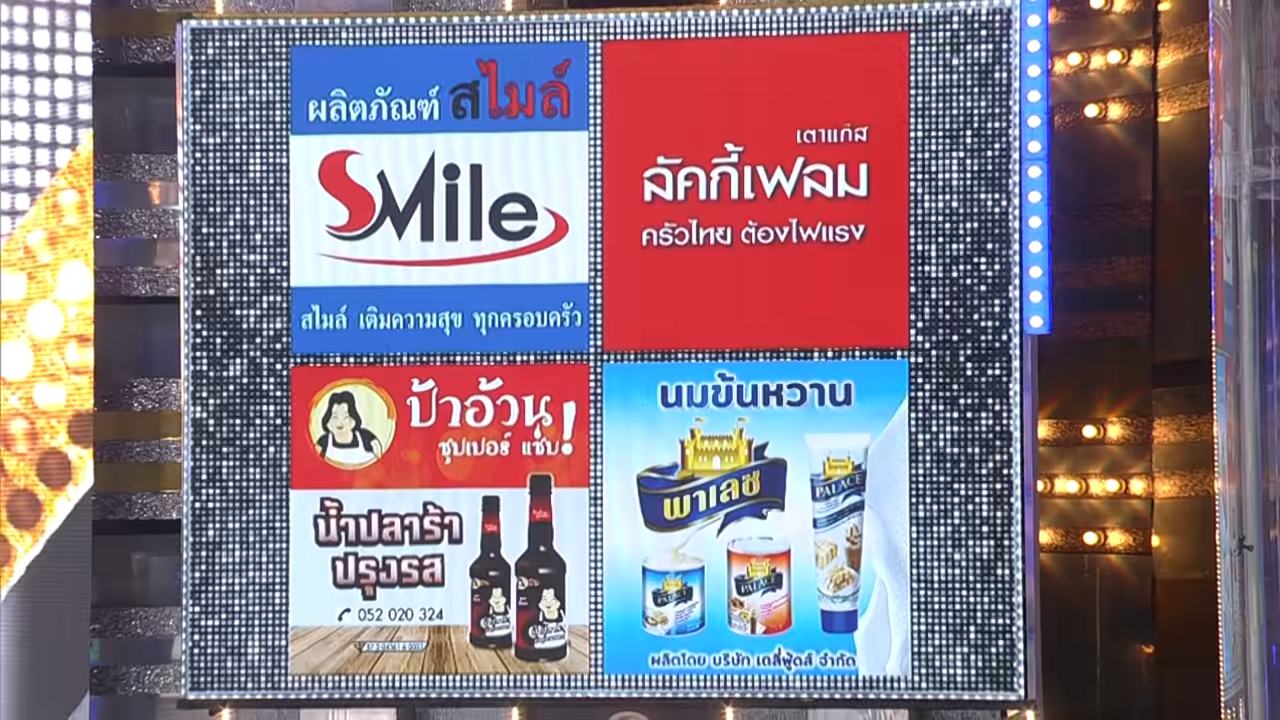 ผลิตภัณฑ์ สไมล์
SMile
สไมล์ เติมความสุข ทุกครอบครัว
เตาแก๊ส
ลัคกี้เฟลม
ครัวไทย ต้องไฟแรง
ป้าอ้วน!
ซุปเปอร์ แซ่บ
น้ำปลาร้า
ปรุงรส
052 020 324
นมข้นหวาน
พาเลซ
PALACE
PALACE
PALACE
ผลิตโดย บริษัท เดลี่ฟู้ดส์ จำกัด